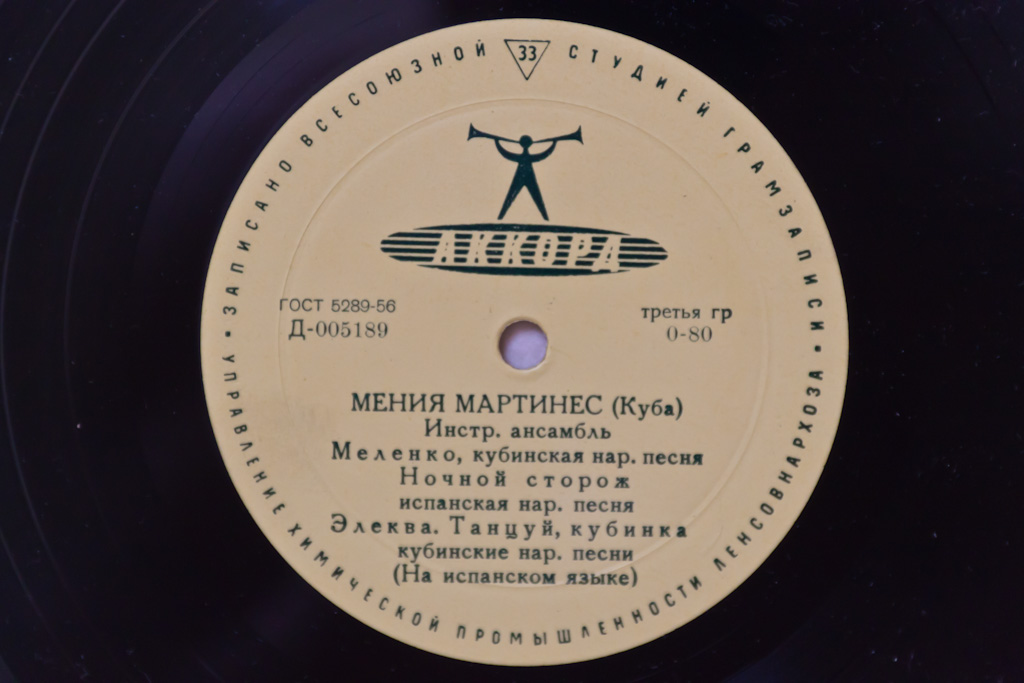 ЗАПИСАНО ВСЕСОЮЗНОЙ 33 СТУДИЕЙ ГРАМЗАПИСИ
АККОРД
ГОСТ 5289-56
Д-005189
третья гр
0-80
МЕНИЯ МАРТИНЕС (Куба)
Инстр. ансамбль
Меленко, кубинская нар. песня
Ночной сторож
испанская нар. песня
Элеква. Танцуй, кубинка
кубинские нар. песни
(На испанском языке)
• УПРАВЛЕНИЕ ХИМИЧЕСКОЙ ПРОМЫШЛЕННОСТИ ЛЕНСОВНАРХОЗА •